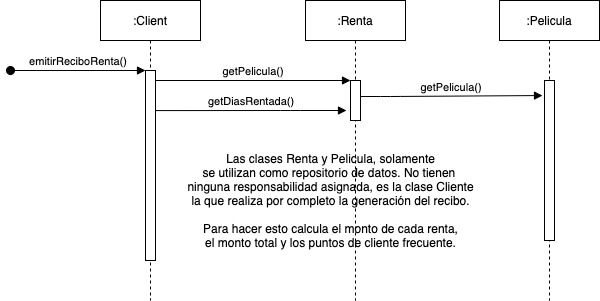 :Client
:Renta
:Pelicula
emitirReciboRenta()
getPelicula()
getPelicula()
getDiasRentada()
Las clases Renta y Pelicula, solamente
se utilizan como repositorio de datos. No tienen
ninguna responsabilidad asignada, es la clase Cliente
la que realiza por completo la generación del recibo.
Para hacer esto calcula el monto de cada renta,
el monto total y los puntos de cliente frecuente.